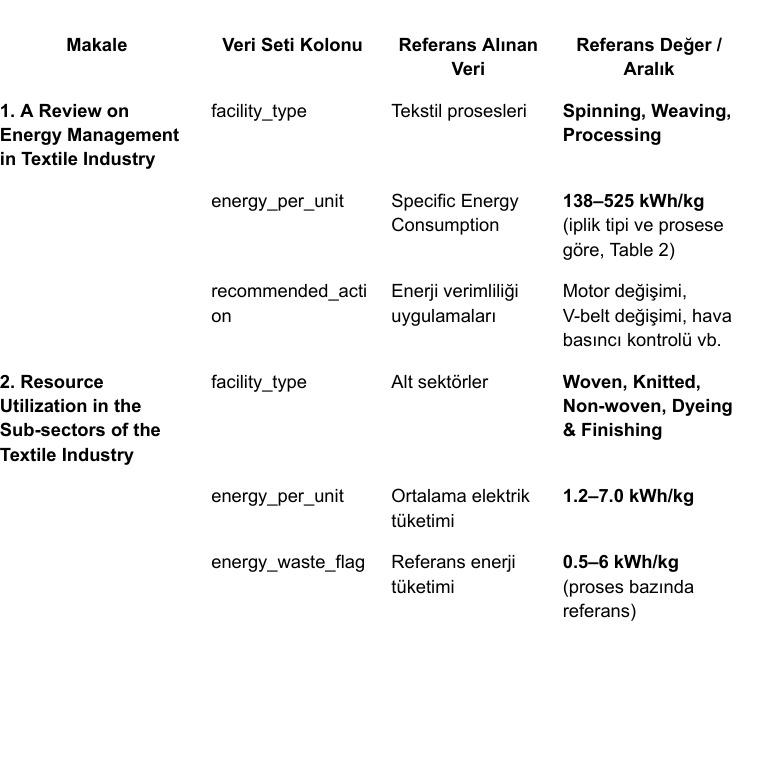 Makale
Veri Seti Kolonu
Referans Alınan
Veri
Referans Değer /
Aralık
1. A Review on
Energy Management
in Textile Industry
facility_type
Tekstil prosesleri
Spinning, Weaving,
Processing
energy_per_unit
Specific Energy
Consumption
138–525 kWh/kg
(iplik tipi ve prosese
göre, Table 2)
recommended_acti
on
Enerji verimliliği
uygulamaları
Motor değişimi,
V-belt değişimi, hava
basıncı kontrolü vb.
2. Resource
Utilization in the
Sub-sectors of the
Textile Industry
facility_type
Alt sektörler
Woven, Knitted,
Non-woven, Dyeing
& Finishing
energy_per_unit
Ortalama elektrik
tüketimi
1.2–7.0 kWh/kg
energy_waste_flag
Referans enerji
tüketimi
0.5–6 kWh/kg
(proses bazında
referans)